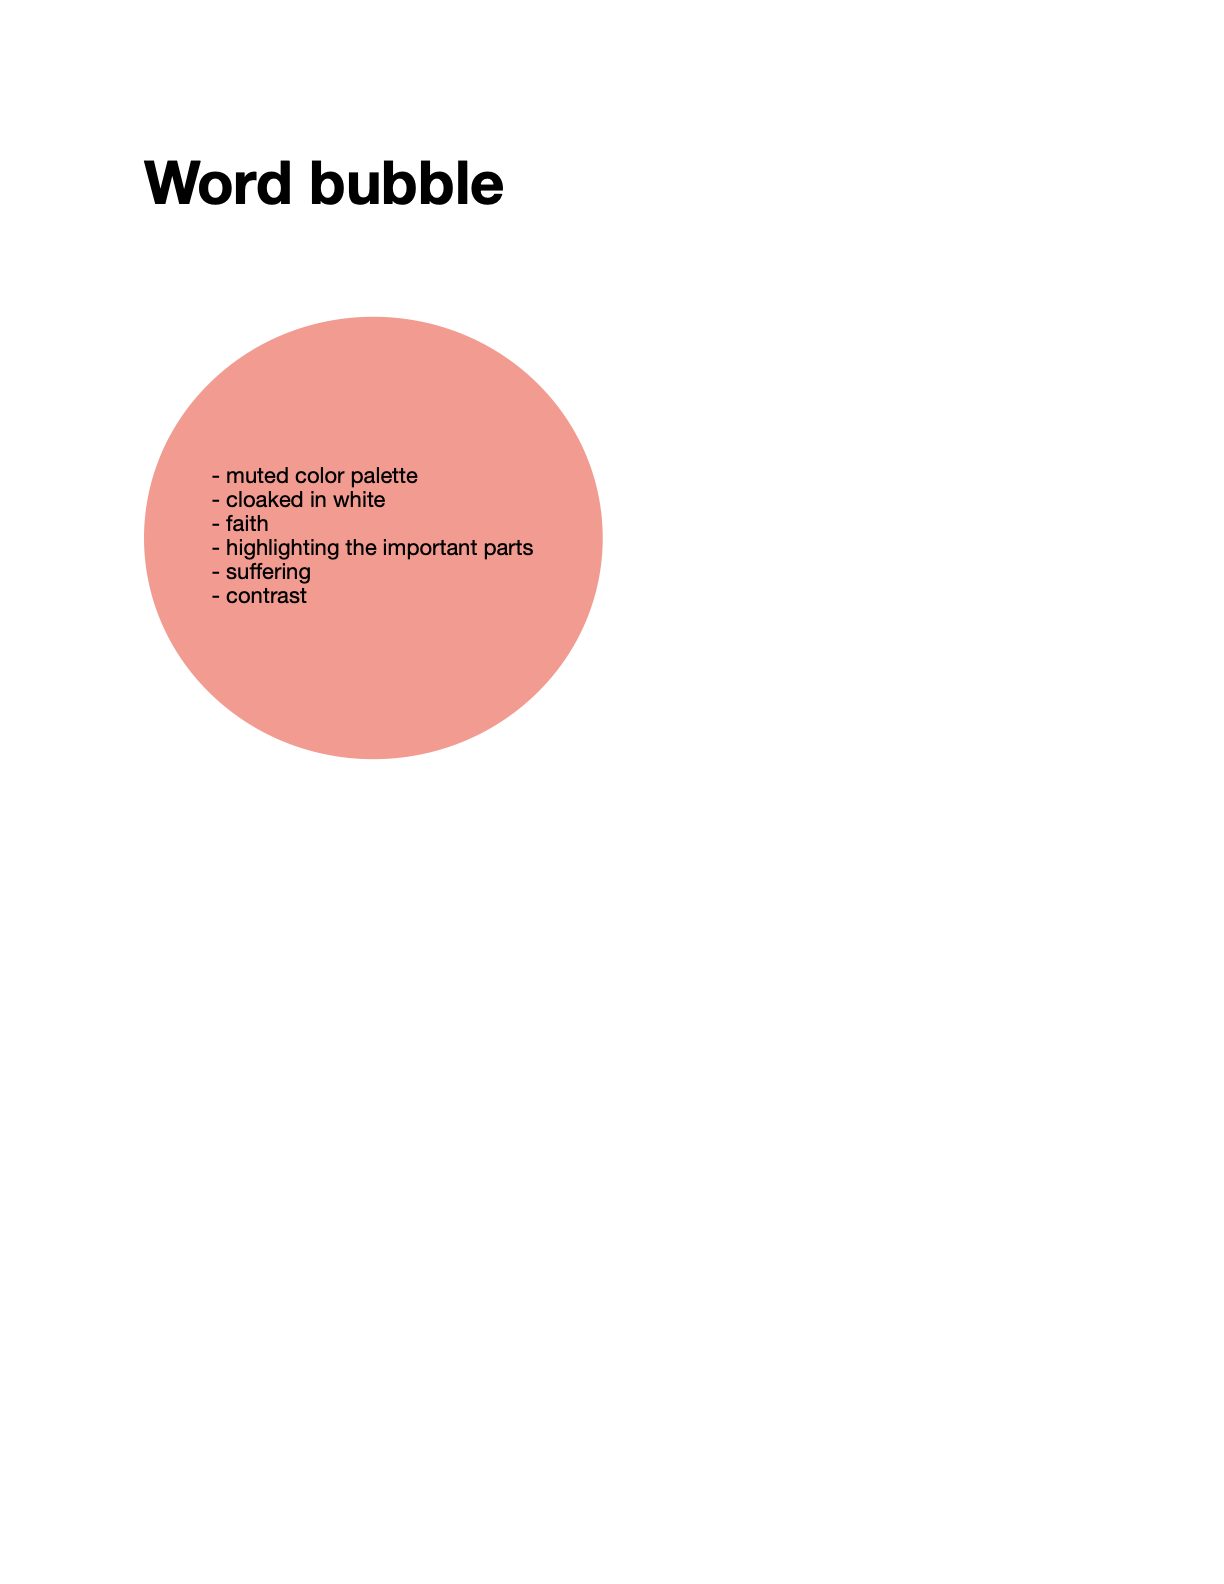 Word bubble
- muted color palette
- cloaked in white
- faith
- highlighting the important parts
- suffering
- contrast